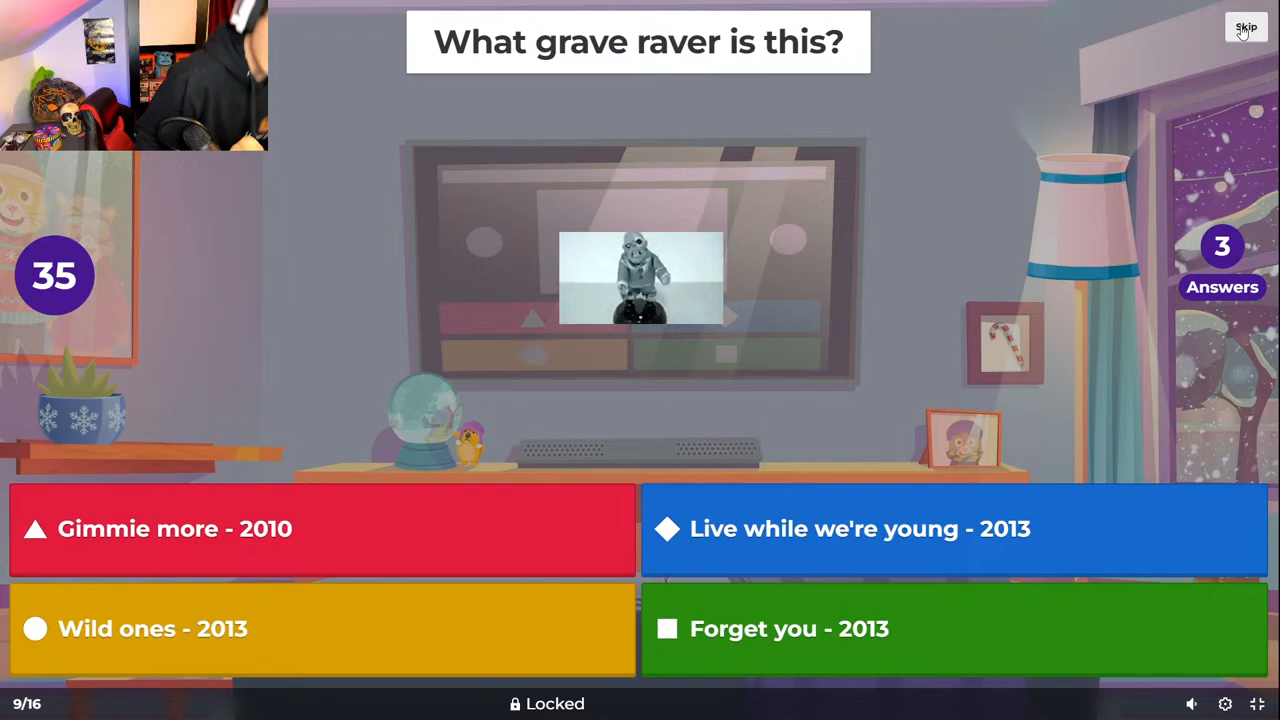 What grave raver is this?
Skip
35
3
Answers
Gimmie more - 2010
Live while we're young - 2013
Wild ones - 2013
Forget you - 2013
9/16
Locked